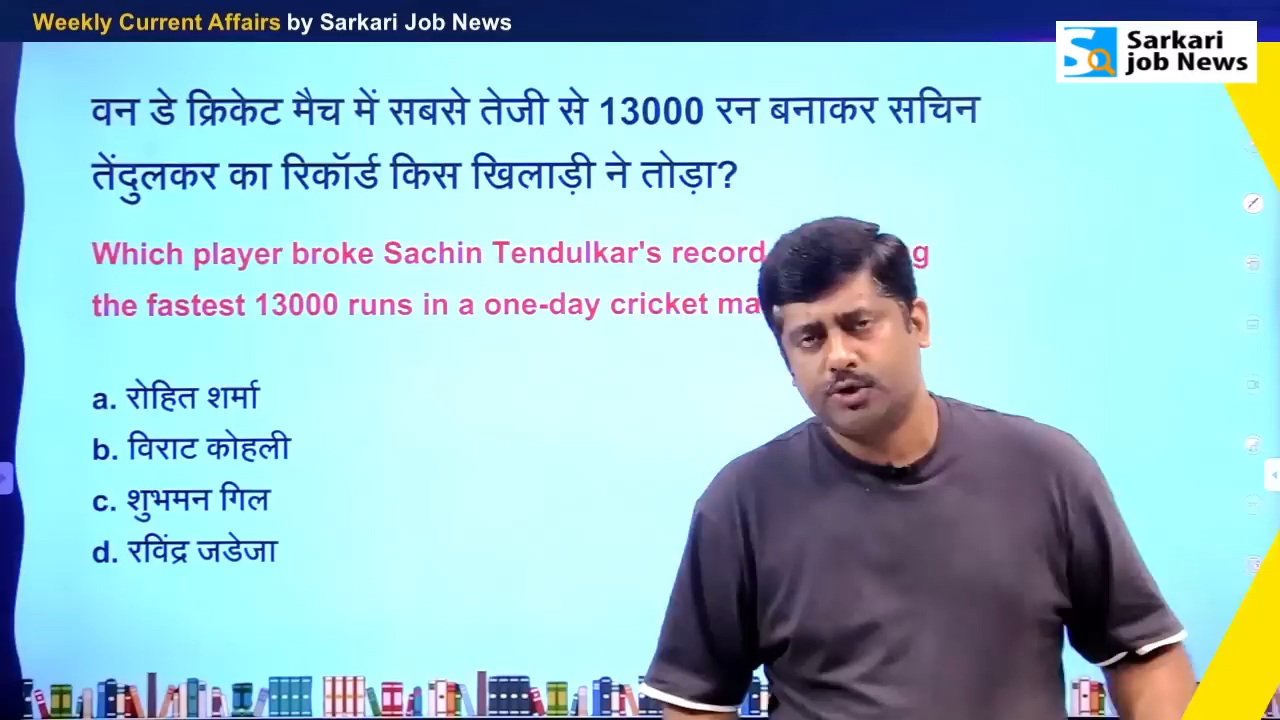 Weekly Current Affairs by Sarkari Job News
Sarkari
Job News
वन डे क्रिकेट मैच में सबसे तेजी से 13000 रन बनाकर सचिन
तेंदुलकर का रिकॉर्ड किस खिलाड़ी ने तोड़ा?
Which player broke Sachin Tendulkar's record
the fastest 13000 runs in a one-day cricket
a. रोहित शर्मा
b. विराट कोहली
c. शुभमन गिल
d. रविंद्र जडेजा